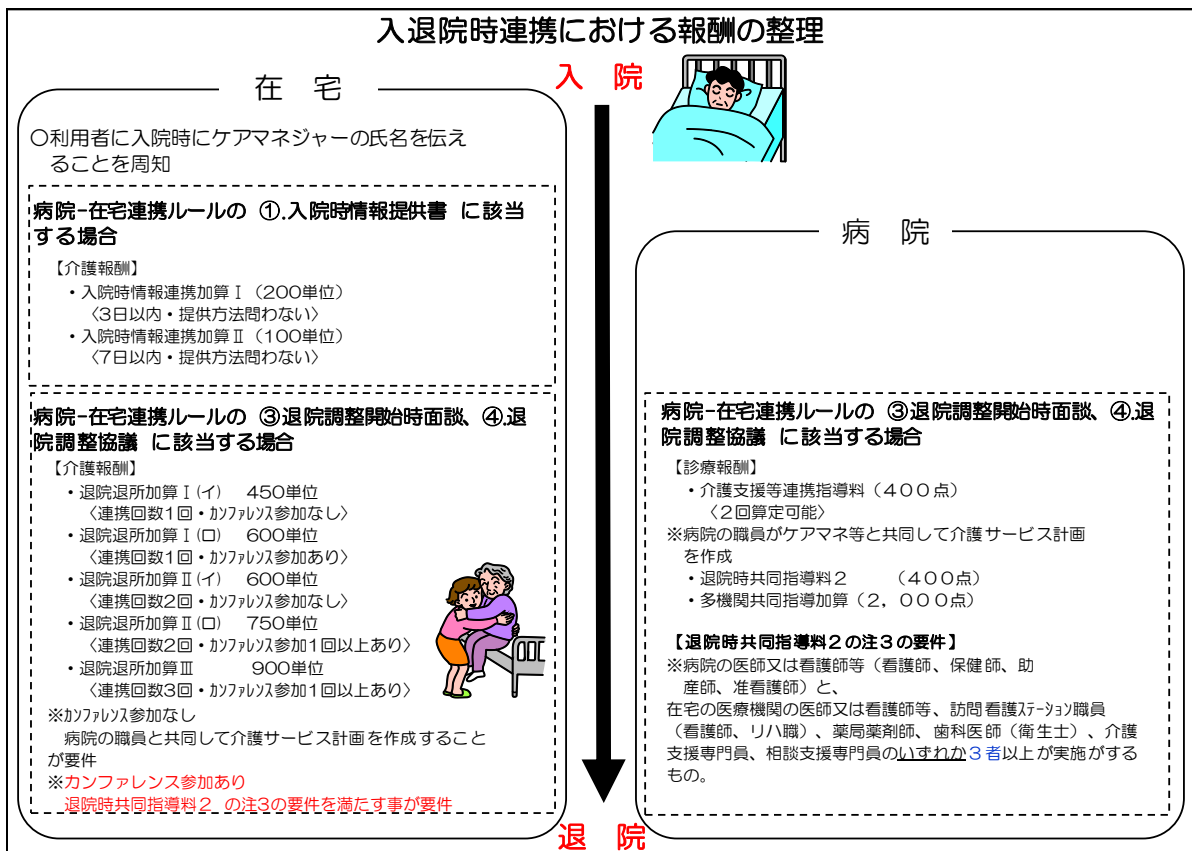 入退院時連携における報酬の整理
入 院
在 宅
○利用者に入院時にケアマネジャーの氏名を伝え
ることを周知
病院-在宅連携ルールの ①.入院時情報提供書 に該当
する場合
【介護報酬】
・入院時情報連携加算Ⅰ（200単位）
〈3日以内・提供方法問わない〉
・入院時情報連携加算Ⅱ（100単位）
〈7日以内・提供方法問わない〉
病院-在宅連携ルールの ③退院調整開始時面談、④.退
院調整協議 に該当する場合
【介護報酬】
・退院退所加算Ⅰ(イ) 450単位
〈連携回数1回・ｶﾝﾌｧﾚﾝｽ参加なし〉
・退院退所加算Ⅰ(ロ) 600単位
〈連携回数1回・ｶﾝﾌｧﾚﾝｽ参加あり〉
・退院退所加算Ⅱ(イ) 600単位
〈連携回数2回・ｶﾝﾌｧﾚﾝｽ参加なし〉
・退院退所加算Ⅱ(ロ) 750単位
〈連携回数2回・ｶﾝﾌｧﾚﾝｽ参加1回以上あり〉
・退院退所加算Ⅲ 900単位
〈連携回数3回・ｶﾝﾌｧﾚﾝｽ参加1回以上あり〉
※ｶﾝﾌｧﾚﾝｽ参加なし
病院の職員と共同して介護サービス計画を作成すること
が要件
※カンファレンス参加あり
退院時共同指導料２ の注3の要件を満たす事が要件
病 院
病院-在宅連携ルールの ③退院調整開始時面談、④.退
院調整協議 に該当する場合
【診療報酬】
・介護支援等連携指導料（４００点）
〈２回算定可能〉
※病院の職員がケアマネ等と共同して介護サービス計画
を作成
・退院時共同指導料２ （４００点）
・多機関共同指導加算（２，０００点）
【退院時共同指導料２の注３の要件】
※病院の医師又は看護師等（看護師、保健師、助
産師、准看護師）と、
在宅の医療機関の医師又は看護師等、訪問看護ｽﾃｰｼｮﾝ職員
（看護師、リハ職）、薬局薬剤師、歯科医師（衛生士）、介護
支援専門員、相談支援専門員のいずれか３者以上が実施がする
もの。
退 院